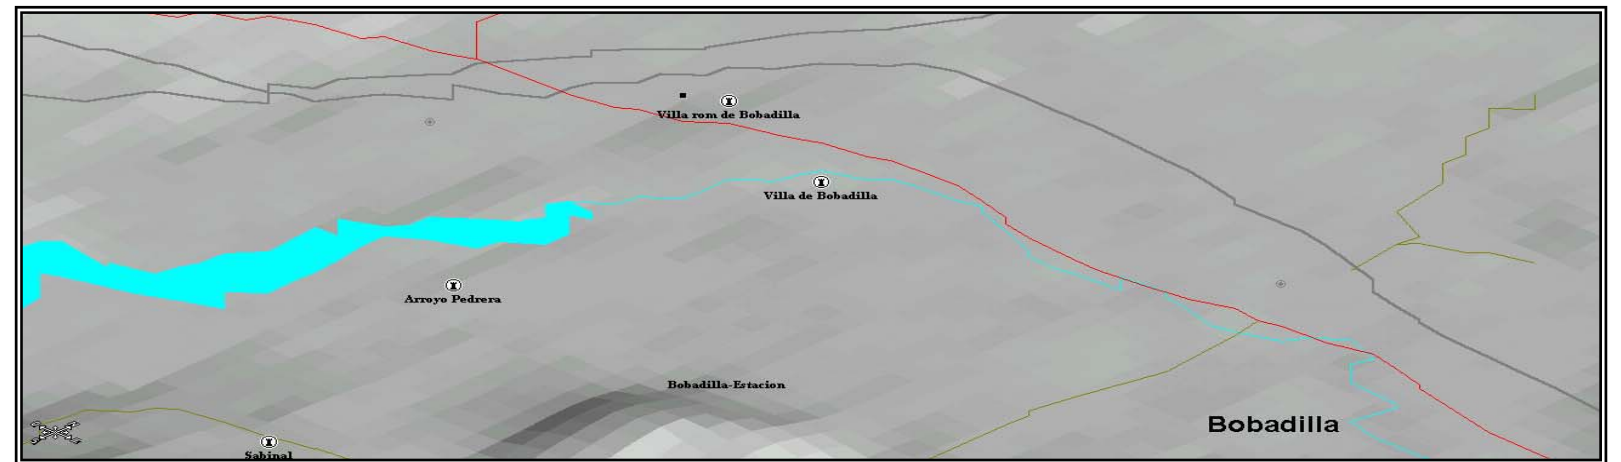 Villa rom de Bobadilla
Villa de Bobadilla
Arroyo Pedrera
Bobadilla-Estacion
Bobadilla
Sabinal